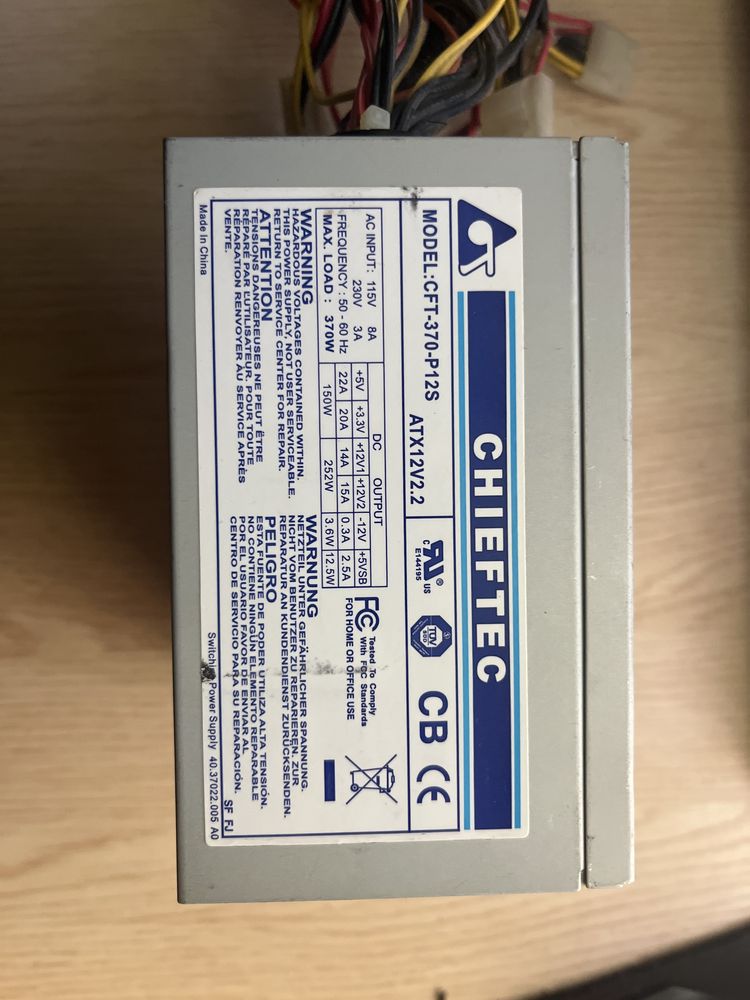 CHIEFTEC
MODEL:CFT-370-P12S ATX12V2.2
c UL US
E144195
TÜV
CB CE
AC INPUT: 115V 8A
230V 3A
FREQUENCY: 50 - 60 Hz
MAX. LOAD : 370W
DC OUTPUT
+5V +3.3V +12V1 +12V2 -12V +5VSB
22A 20A 14A 15A 0.3A 2.5A
150W 252W 3.6W 12.5W
FC Tested To Comply
With FCC Standards
FOR HOME OR OFFICE USE
WARNING
HAZARDOUS VOLTAGES CONTAINED WITHIN.
THIS POWER SUPPLY, NOT USER SERVICEABLE.
RETURN TO SERVICE CENTER FOR REPAIR.
ATTENTION
TENSIONS DANGEREUSES NE PEUT ÊTRE
RÉPARÉ PAR L'UTILISATEUR. POUR TOUTE
RÉPARATION RENVOYER AU SERVICE APRÈS
VENTE.
WARNUNG
NETZTEIL UNTER GEFÄHRLICHER SPANNUNG.
NICHT VOM BENUTZER ZU REPARIEREN. ZUR
REPARATUR AN KUNDENDIENST ZURÜCKSENDEN.
PELIGRO
ESTA FUENTE DE PODER UTILIZA ALTA TENSIÓN.
NO CONTIENE NINGÚN ELEMENTO REPARABLE
POR EL USUARIO FAVOR DE ENVIAR AL
CENTRO DE SERVICIO PARA SU REPARACIÓN.
SF FJ
Made In China
Switching Power Supply 40.37022.005 A0